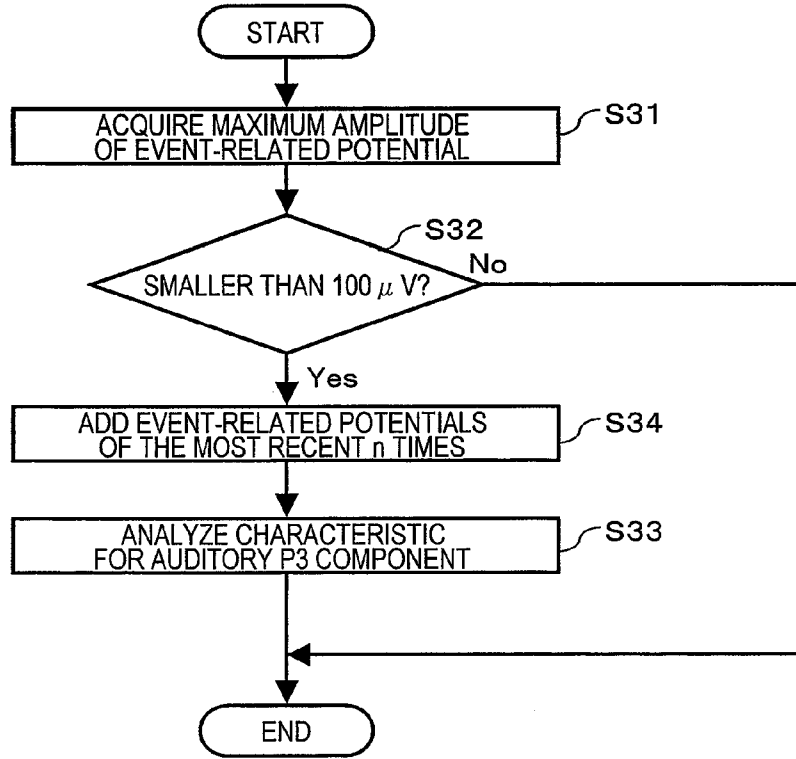 START
ACQUIRE MAXIMUM AMPLITUDE
OF EVENT-RELATED POTENTIAL
S31
SMALLER THAN 100 μ V?
S32
No
Yes
ADD EVENT-RELATED POTENTIALS
OF THE MOST RECENT n TIMES
S34
ANALYZE CHARACTERISTIC
FOR AUDITORY P3 COMPONENT
S33
END